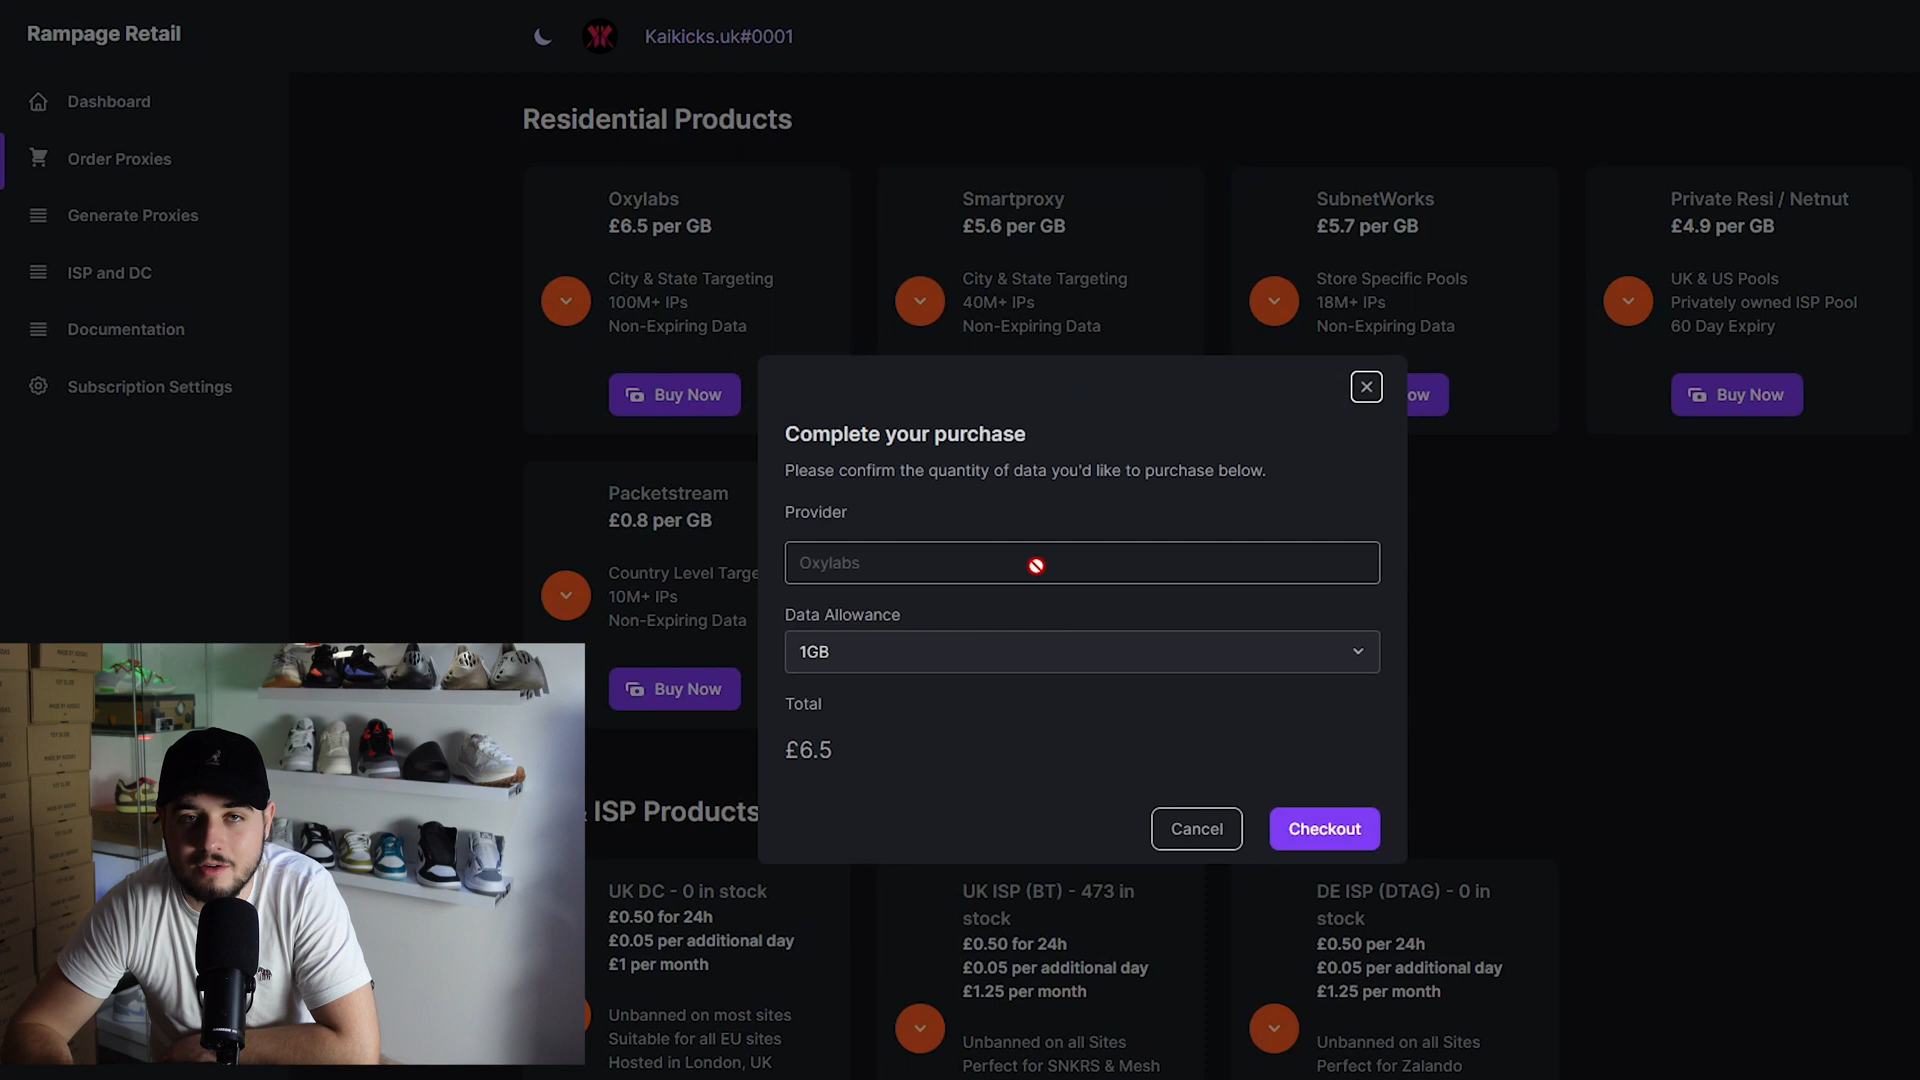 Rampage Retail
Kaikicks.uk#0001
Dashboard
Order Proxies
Generate Proxies
ISP and DC
Documentation
Subscription Settings
Residential Products
Oxylabs
£6.5 per GB
City & State Targeting
100M+ IPs
Non-Expiring Data
Buy Now
Smartproxy
£5.6 per GB
City & State Targeting
40M+ IPs
Non-Expiring Data
SubnetWorks
£5.7 per GB
Store Specific Pools
18M+ IPs
Non-Expiring Data
ow
Private Resi / Netnut
£4.9 per GB
UK & US Pools
Privately owned ISP Pool
60 Day Expiry
Buy Now
Packetstream
£0.8 per GB
Country Level Targe
10M+ IPs
Non-Expiring Data
Buy Now
Complete your purchase
Please confirm the quantity of data you'd like to purchase below.
Provider
Oxylabs
Data Allowance
1GB
Total
£6.5
Cancel
Checkout
ISP Products
UK DC - 0 in stock
£0.50 for 24h
£0.05 per additional day
£1 per month
Unbanned on most sites
Suitable for all EU sites
Hosted in London, UK
UK ISP (BT) - 473 in
stock
£0.50 for 24h
£0.05 per additional day
£1.25 per month
Unbanned on all Sites
Perfect for SNKRS & Mesh
DE ISP (DTAG) - 0 in
stock
£0.50 per 24h
£0.05 per additional day
£1.25 per month
Unbanned on all Sites
Perfect for Zalando